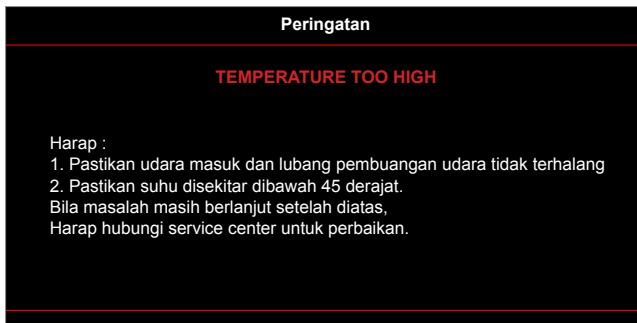 Peringatan
TEMPERATURE TOO HIGH
Harap :
1. Pastikan udara masuk dan lubang pembuangan udara tidak terhalang
2. Pastikan suhu disekitar dibawah 45 derajat.
Bila masalah masih berlanjut setelah diatas,
Harap hubungi service center untuk perbaikan.